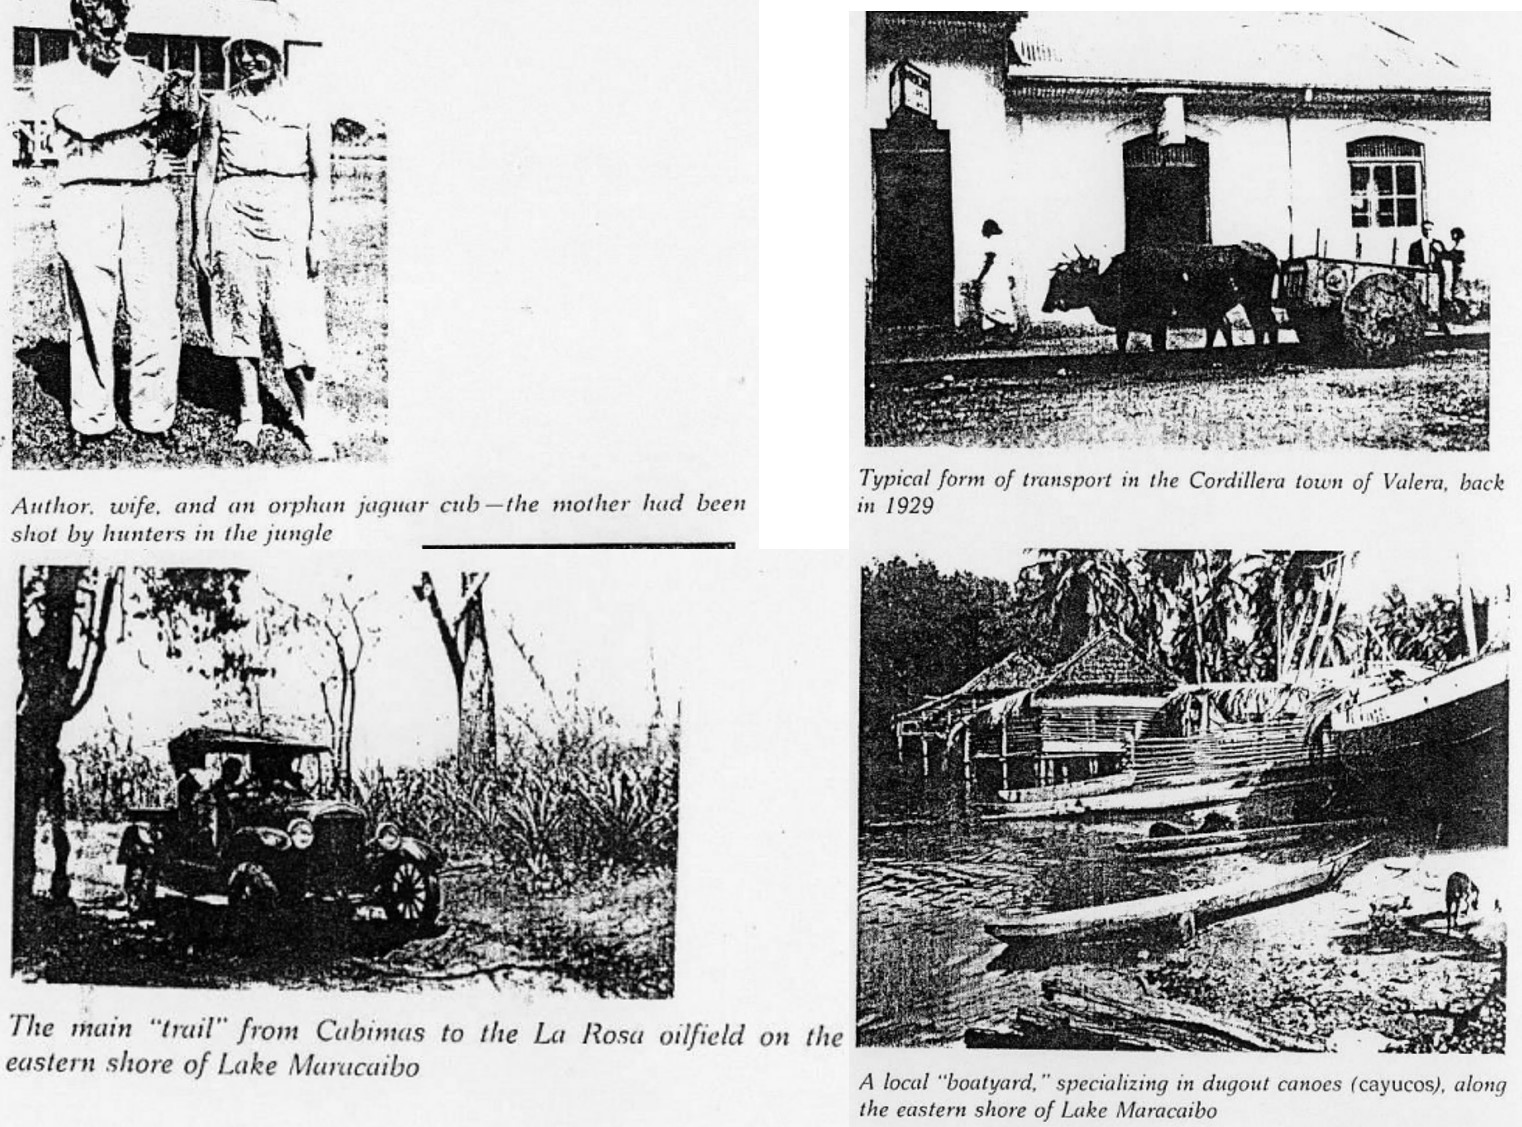 Author, wife, and an orphan jaguar cub—the mother had been
shot by hunters in the jungle
Typical form of transport in the Cordillera town of Valera, back
in 1929
The main "trail" from Cabimas to the La Rosa oilfield on the
eastern shore of Lake Maracaibo
A local "boatyard," specializing in dugout canoes (cayucos), along
the eastern shore of Lake Maracaibo